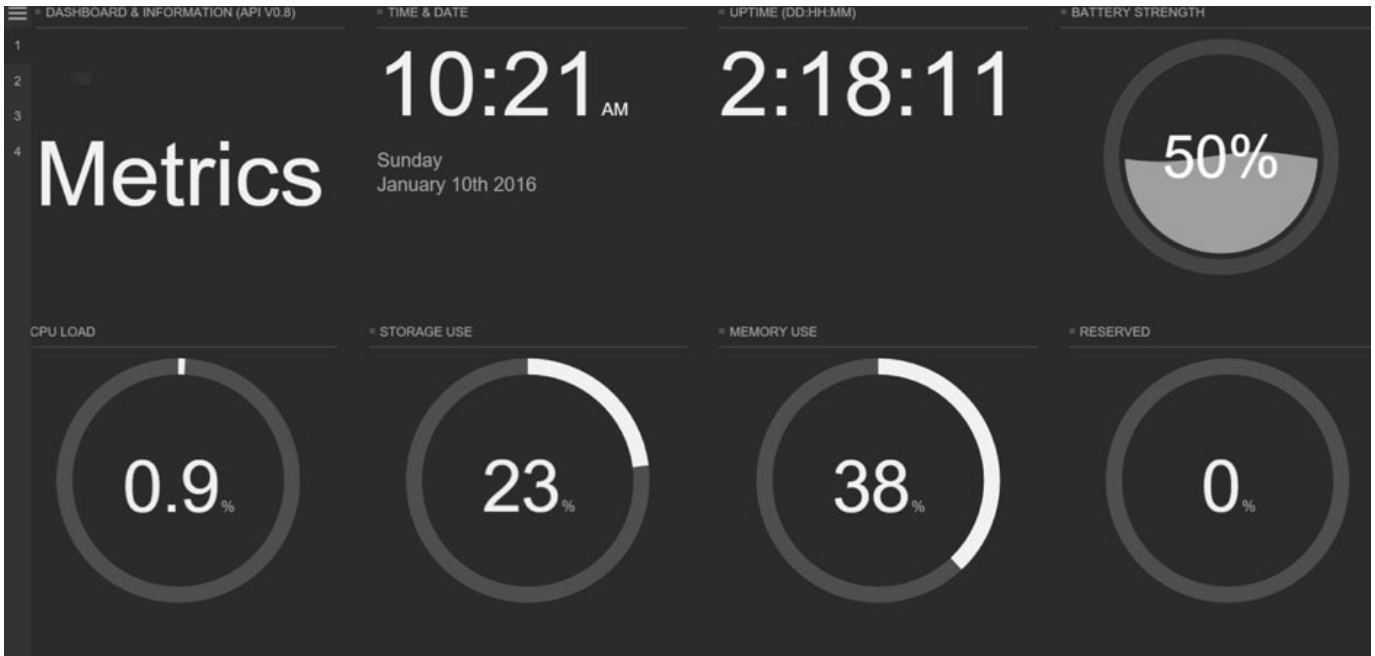 DASHBOARD & INFORMATION (API V0.8)
TIME & DATE
UPTIME (DD:HH:MM)
BATTERY STRENGTH
1
2
3
4
Metrics
10:21 AM
Sunday
January 10th 2016
2:18:11
50%
CPU LOAD
STORAGE USE
MEMORY USE
RESERVED
0.9%
23%
38%
0%